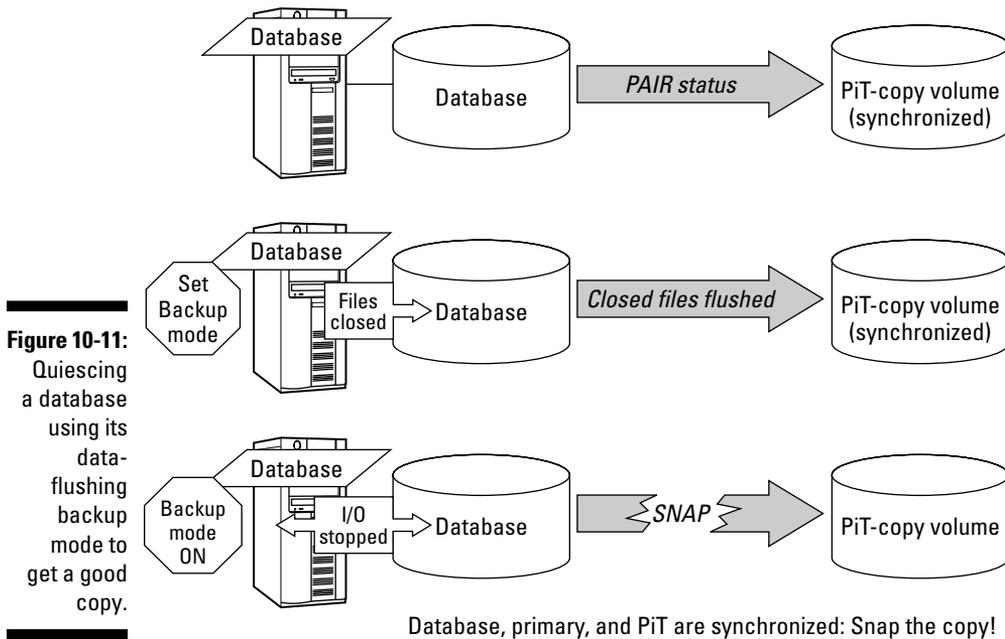 Database
Database
PAIR status
PiT-copy volume
(synchronized)
Database
Set
Backup
mode
Files
closed
Database
Closed files flushed
PiT-copy volume
(synchronized)
Figure 10-11:
Quiescing
a database
using its
data-
flushing
backup
mode to
get a good
copy.
Database
Backup
mode
ON
I/O
stopped
Database
SNAP
PiT-copy volume
Database, primary, and PiT are synchronized: Snap the copy!